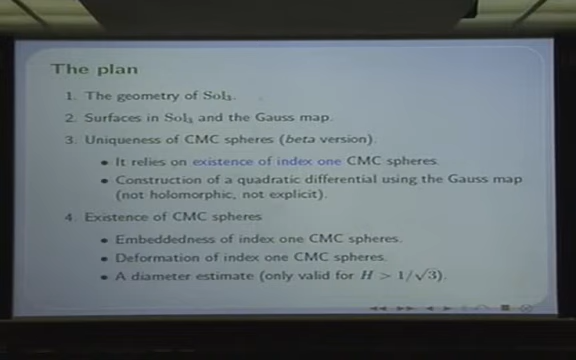 The plan
1. The geometry of Sol₃.
2. Surfaces in Sol₃ and the Gauss map.
3. Uniqueness of CMC spheres (beta version).
• It relies on existence of index one CMC spheres.
• Construction of a quadratic differential using the Gauss map
(not holomorphic, not explicit).
4. Existence of CMC spheres
• Embeddedness of index one CMC spheres.
• Deformation of index one CMC spheres.
• A diameter estimate (only valid for H > 1/√3).